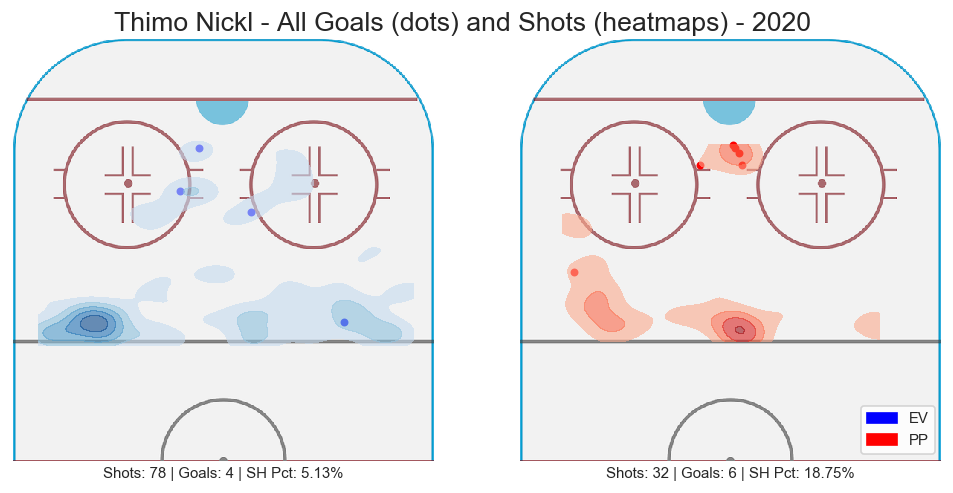 Thimo Nickl - All Goals (dots) and Shots (heatmaps) - 2020
EV
PP
Shots: 78 | Goals: 4 | SH Pct: 5.13%
Shots: 32 | Goals: 6 | SH Pct: 18.75%